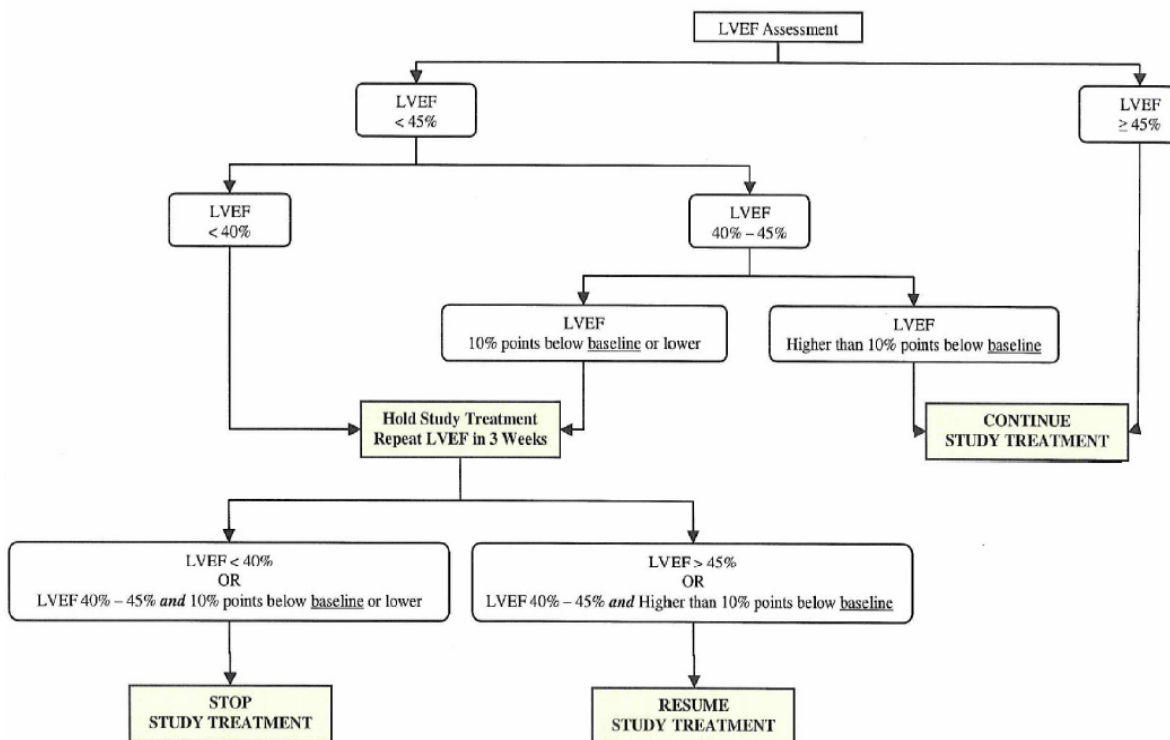 LVEF Assessment
LVEF
< 45%
LVEF
≥ 45%
LVEF
< 40%
LVEF
40% – 45%
LVEF
10% points below baseline or lower
LVEF
Higher than 10% points below baseline
Hold Study Treatment
Repeat LVEF in 3 Weeks
CONTINUE
STUDY TREATMENT
LVEF < 40%
OR
LVEF 40% – 45% and 10% points below baseline or lower
LVEF > 45%
OR
LVEF 40% – 45% and Higher than 10% points below baseline
STOP
STUDY TREATMENT
RESUME
STUDY TREATMENT